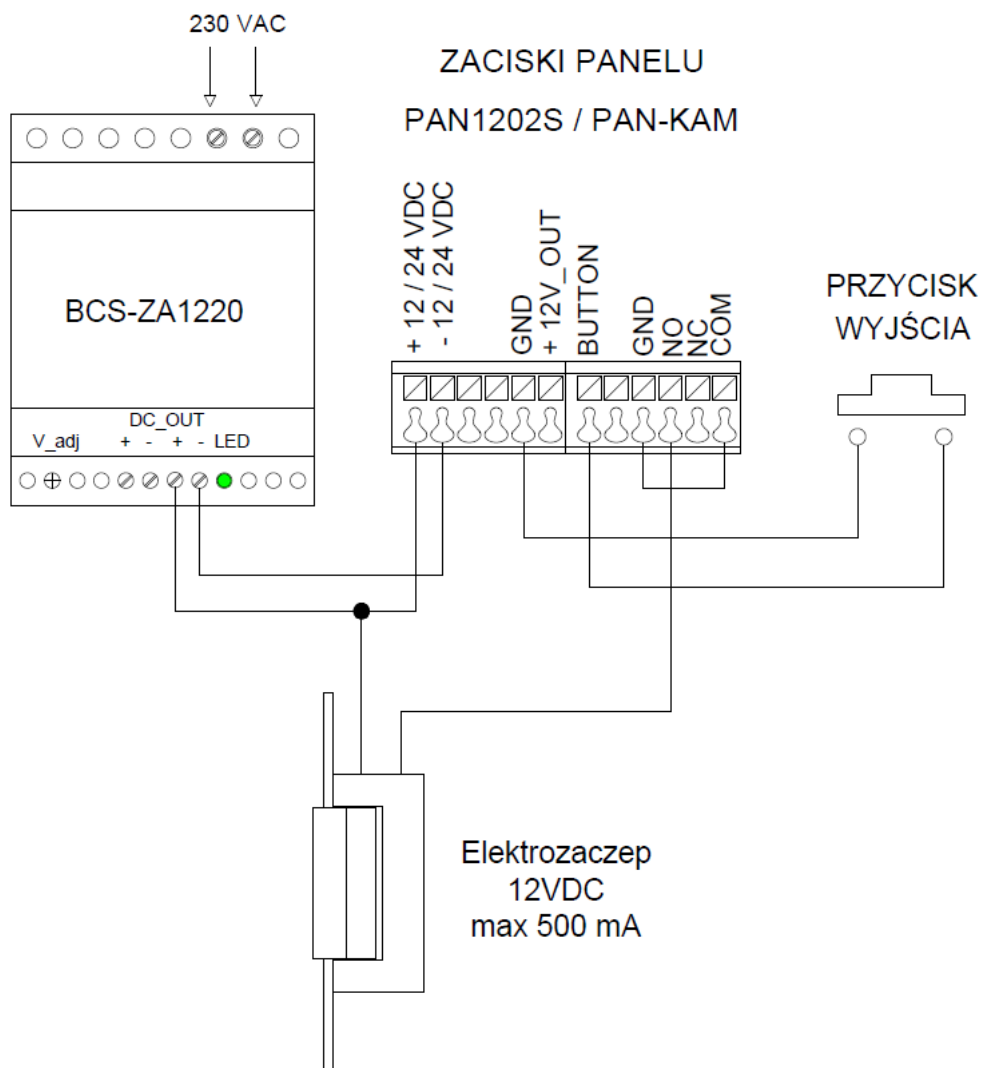 230 VAC
ZACISKI PANELU
PAN1202S / PAN-KAM
+ 12 / 24 VDC
- 12 / 24 VDC
GND
+ 12V_OUT
BUTTON
GND
NO
NC
COM
PRZYCISK
WYJŚCIA
BCS-ZA1220
DC_OUT
V_adj + - + - LED
Elektrozaczep
12VDC
max 500 mA